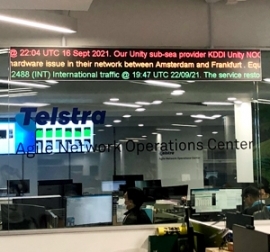 @ 22:04 UTC 16 Sept 2021. Our Unity sub-sea provider KDDI Unity NOC
hardware issue in their network between Amsterdam and Frankfurt. Equ
2488 (INT) International traffic @ 19:47 UTC 22/09/21. The service resto
Telstra
Agile Network Operations Center